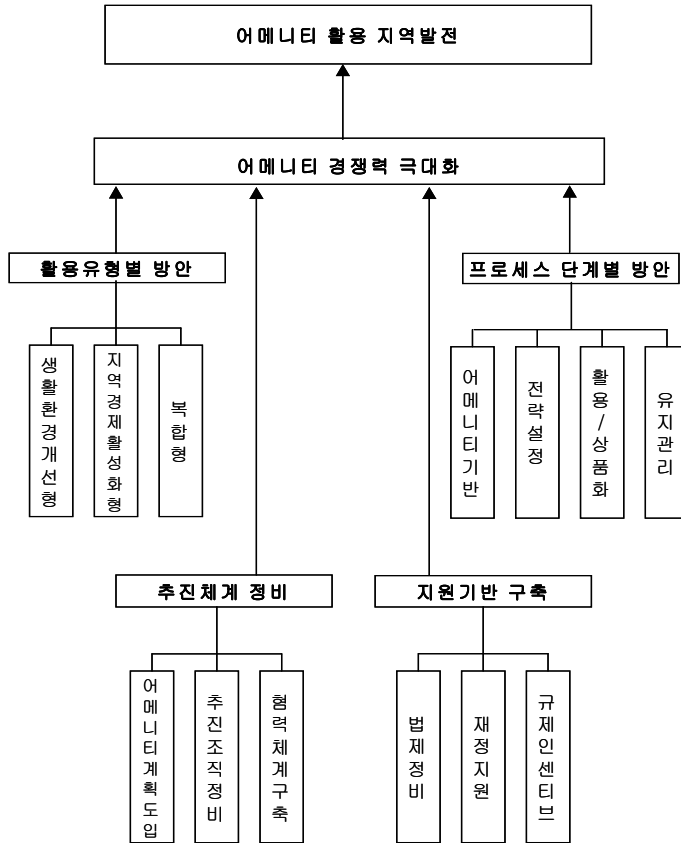 어메니티 활용 지역발전
어메니티 경쟁력 극대화
활용유형별 방안
프로세스 단계별 방안
생활환경개선형
지역경제활성화형
복합형
어메니티기반
전략설정
활용/상품화
유지관리
추진체계 정비
지원기반 구축
어메니티계획도입
추진조직정비
협력체계구축
법제정비
재정지원
규제인센티브